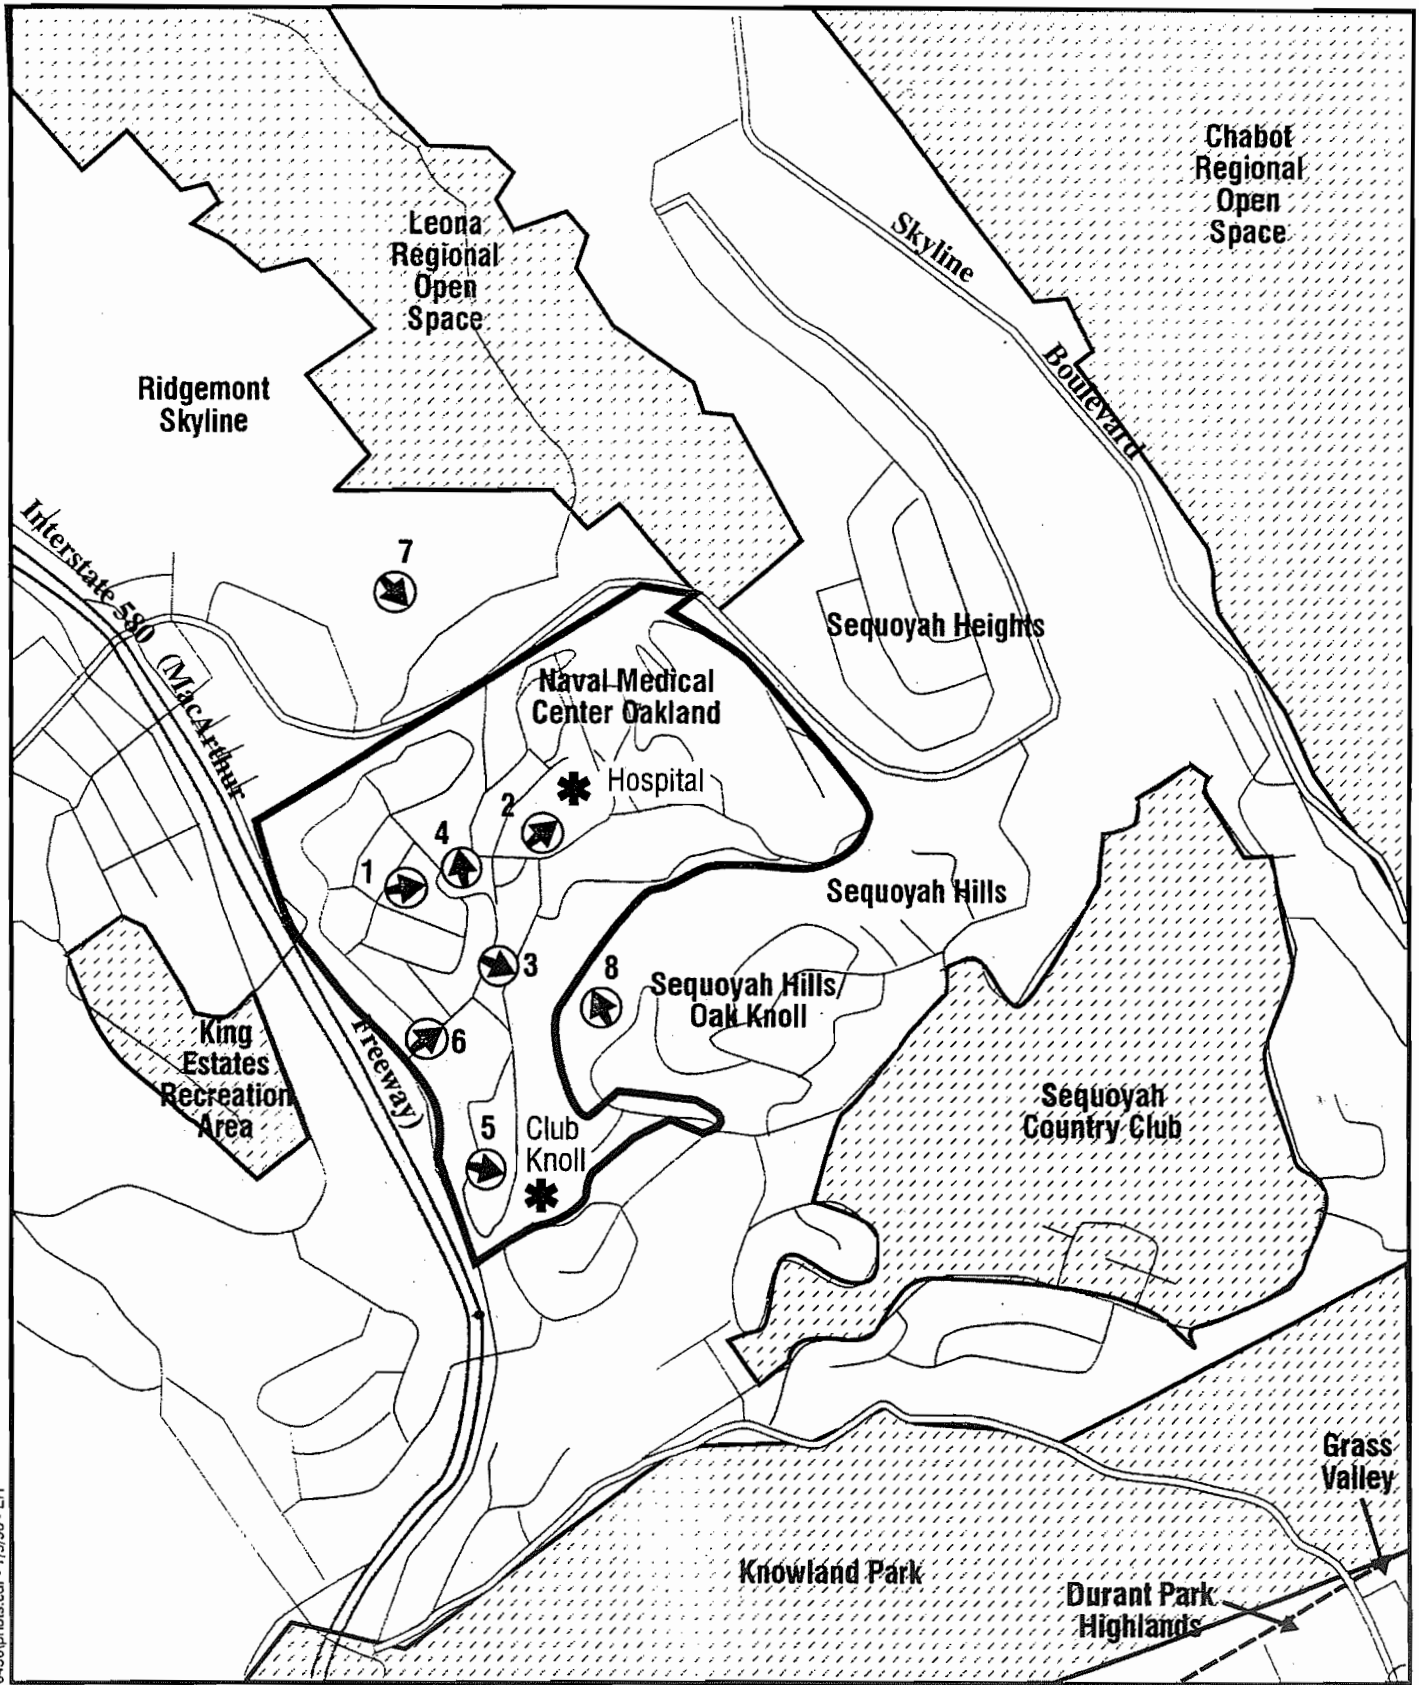 Chabot
Regional
Open
Space
Leona
Regional
Open
Space
Skyline
Boulevard
Ridgemont
Skyline
Interstate 580
(MacArthur
Freeway)
7
Sequoyah Heights
Naval Medical
Center Oakland
Hospital
2
4
1
3
6
8
5
Sequoyah Hills
Sequoyah Hills/
Oak Knoll
King
Estates
Recreation
Area
Club
Knoll
Sequoyah
Country Club
Grass
Valley
Knowland Park
Durant Park
Highlands